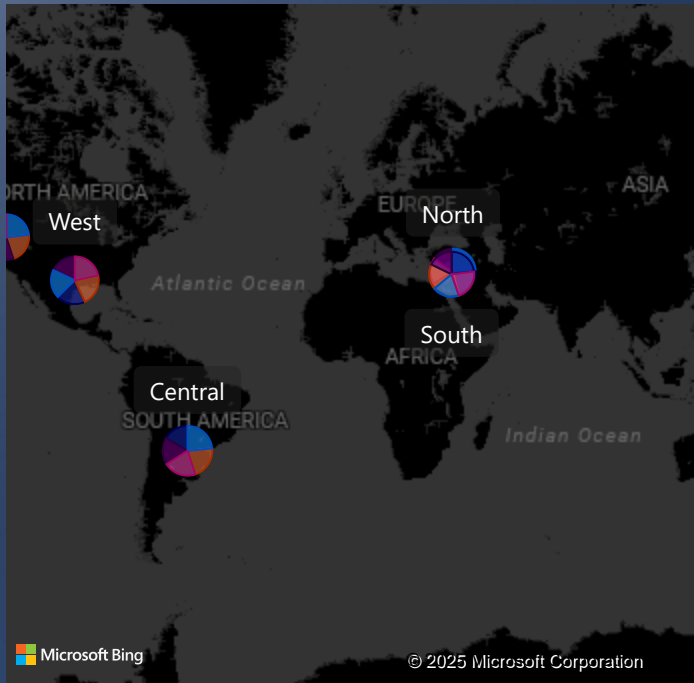 ORTH AMERICA
ASIA
EUROPE
West
North
Atlantic Ocean
South
AFRICA
Central
SOUTH AMERICA
Indian Ocean
Microsoft Bing
© 2025 Microsoft Corporation